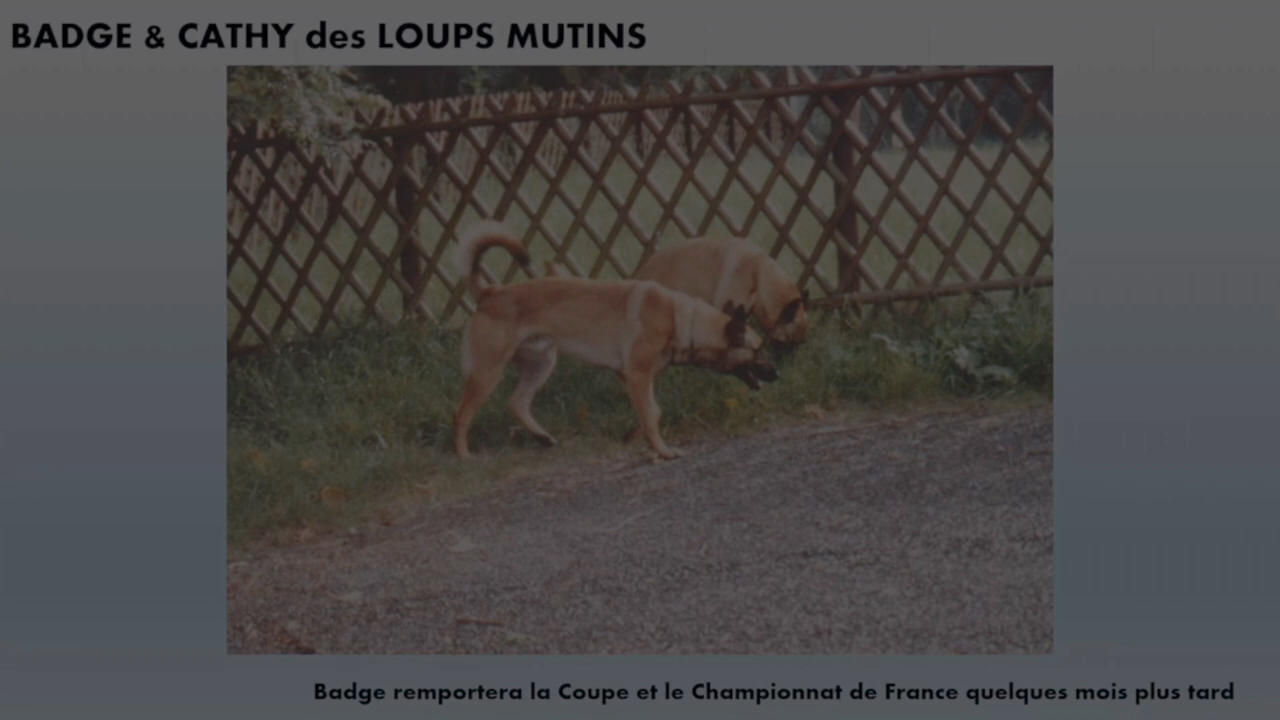 BADGE & CATHY des LOUPS MUTINS
Badge remportera la Coupe et le Championnat de France quelques mois plus tard